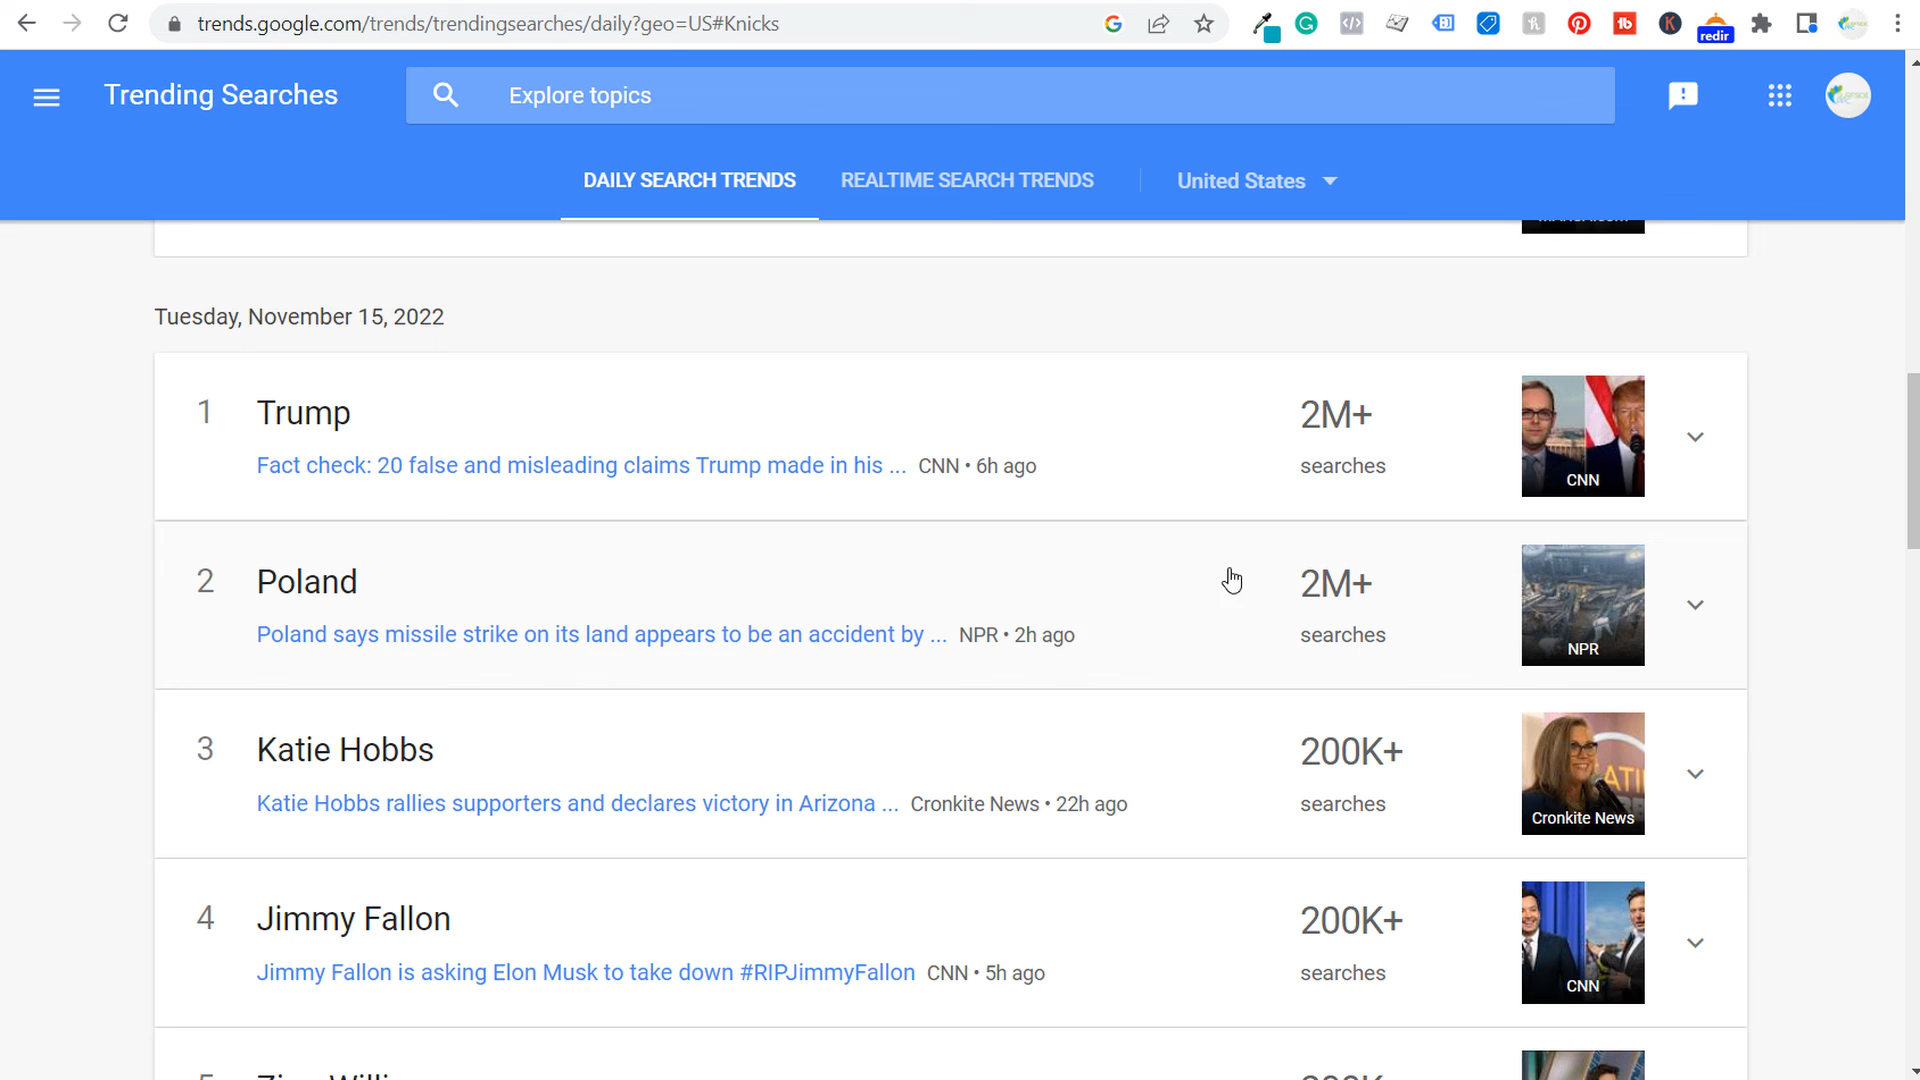 trends.google.com/trends/trendingsearches/daily?geo=US#Knicks
redir
Trending Searches
Explore topics
DAILY SEARCH TRENDS
REALTIME SEARCH TRENDS
United States
Tuesday, November 15, 2022
1
Trump
2M+
Fact check: 20 false and misleading claims Trump made in his ... CNN • 6h ago
searches
CNN
2
Poland
2M+
Poland says missile strike on its land appears to be an accident by ... NPR • 2h ago
searches
NPR
3
Katie Hobbs
200K+
Katie Hobbs rallies supporters and declares victory in Arizona ... Cronkite News • 22h ago
searches
Cronkite News
4
Jimmy Fallon
200K+
Jimmy Fallon is asking Elon Musk to take down #RIPJimmyFallon CNN • 5h ago
searches
CNN